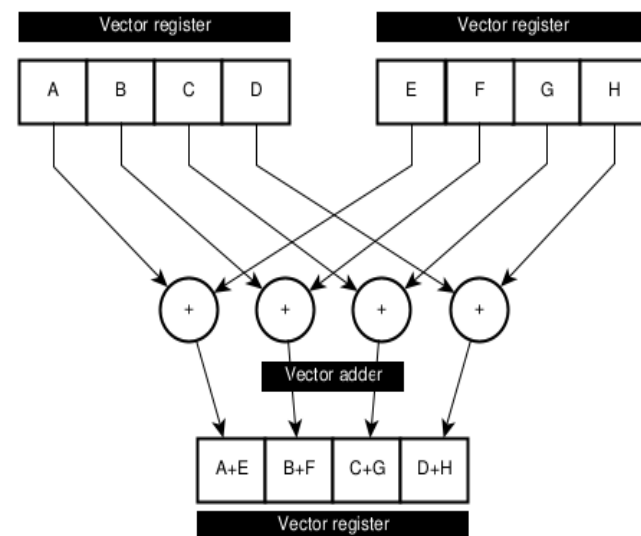 Vector register Vector register
A B C D E F G H
+ + + +
Vector adder
A+E B+F C+G D+H
Vector register